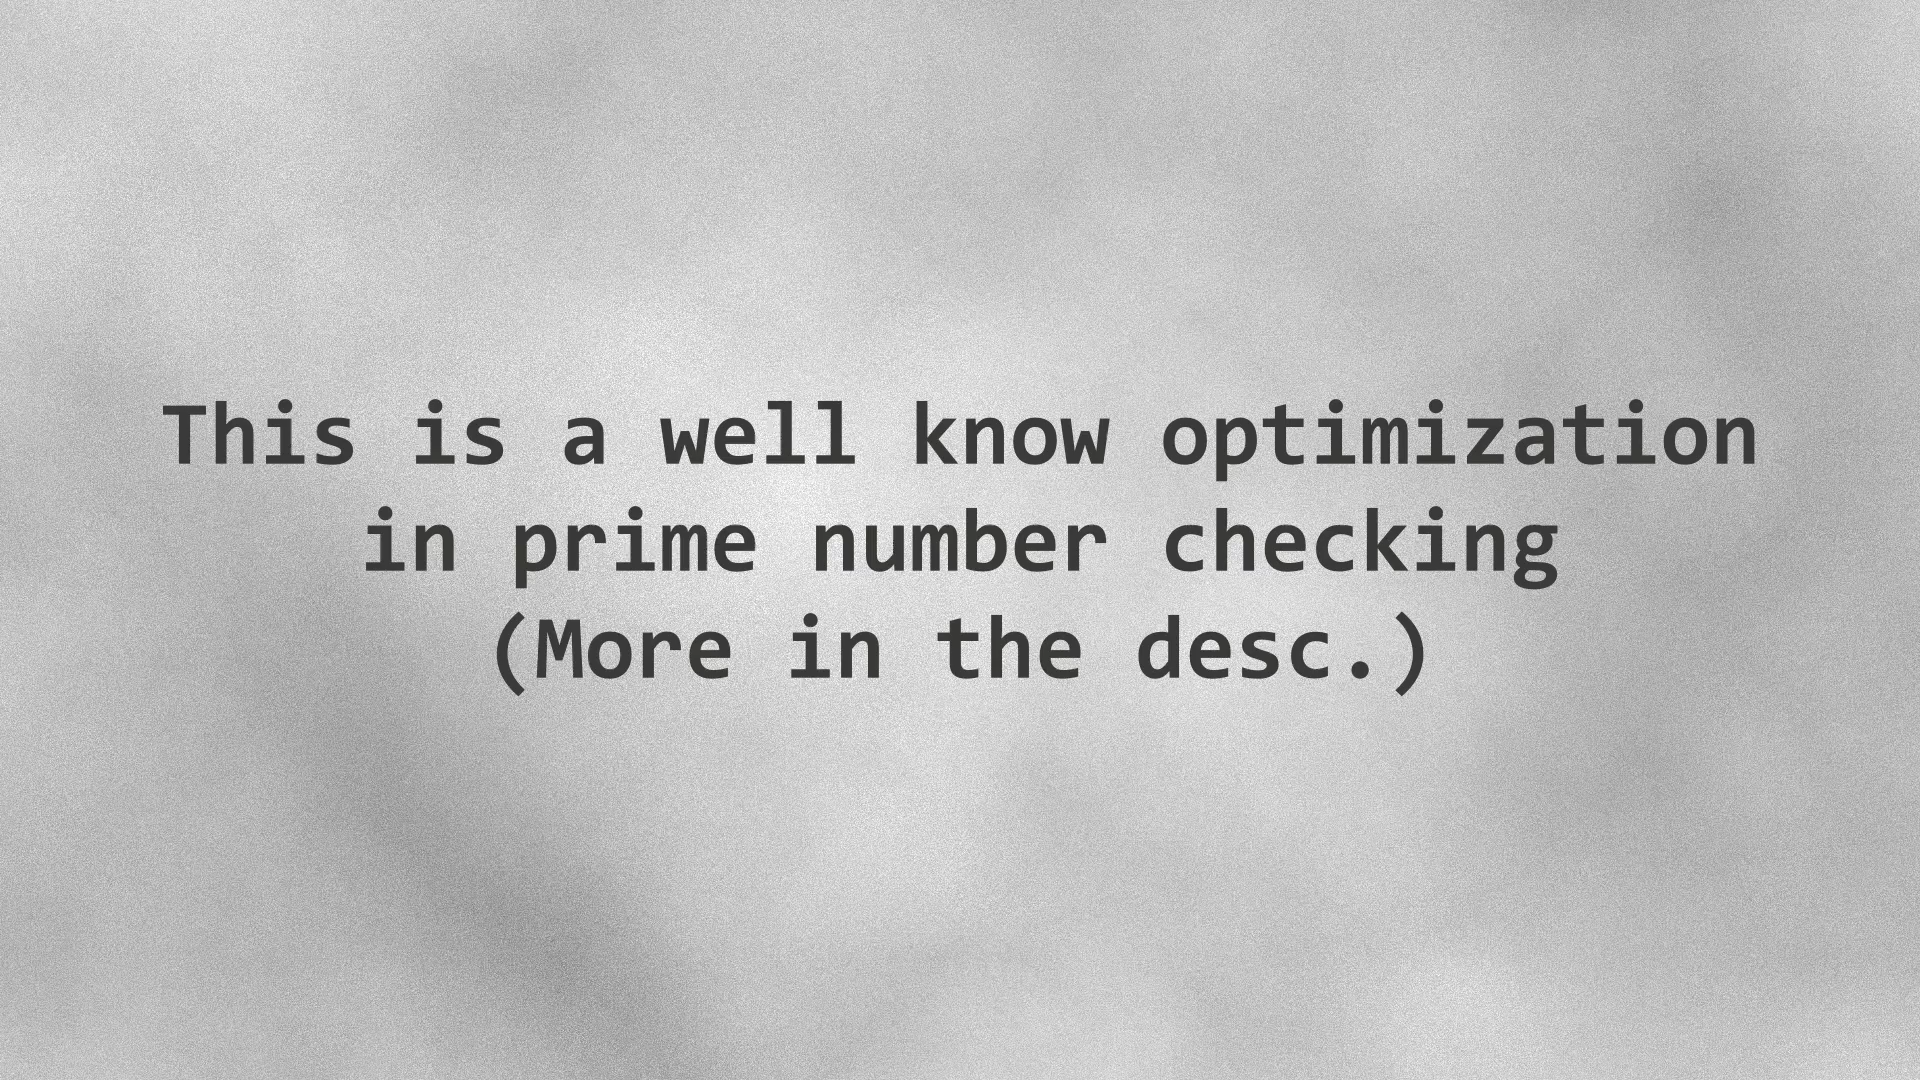 This is a well know optimization
in prime number checking
(More in the desc.)